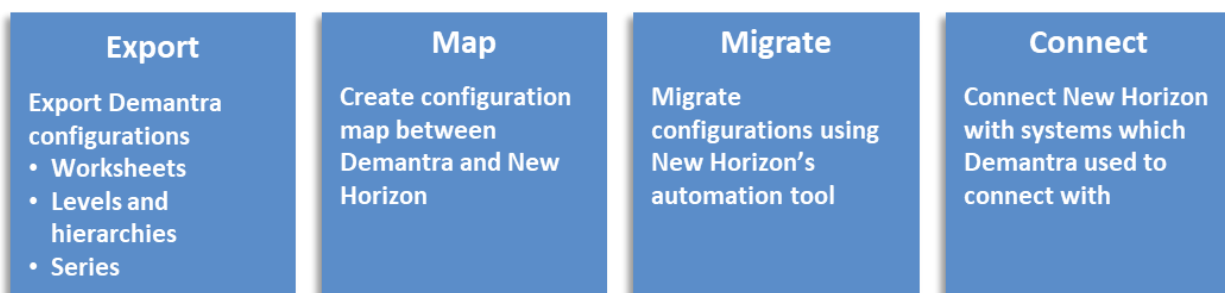 Export
Export Demantra
configurations
• Worksheets
• Levels and
hierarchies
• Series
Map
Create configuration
map between
Demantra and New
Horizon
Migrate
Migrate
configurations using
New Horizon’s
automation tool
Connect
Connect New Horizon
with systems which
Demantra used to
connect with